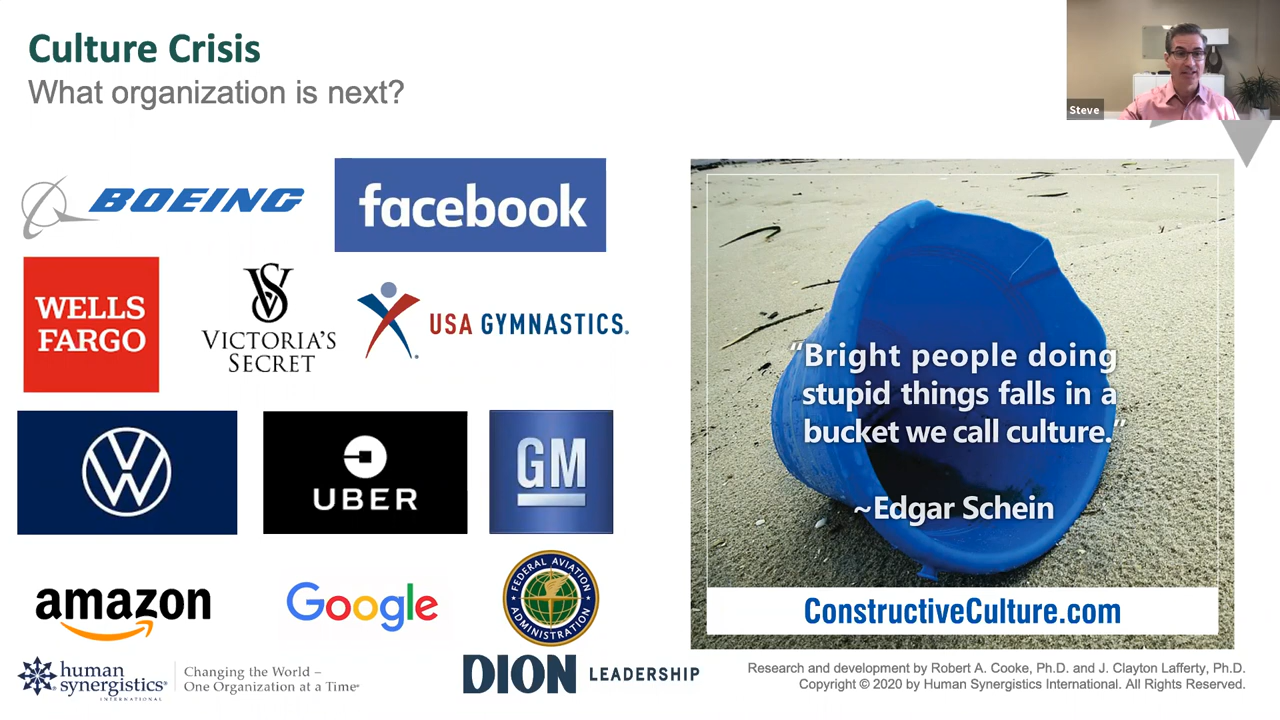 Culture Crisis
What organization is next?
Steve
BOEING
facebook
WELLS
FARGO
VS
VICTORIA'S
SECRET
USA GYMNASTICS.
VW
UBER
GM
amazon
Google
FEDERAL AVIATION
ADMINISTRATION
"Bright people doing
stupid things falls in a
bucket we call culture."
~Edgar Schein
ConstructiveCulture.com
human
synergistics®
INTERNATIONAL
Changing the World –
One Organization at a Time®
DION LEADERSHIP
Research and development by Robert A. Cooke, Ph.D. and J. Clayton Lafferty, Ph.D.
Copyright © 2020 by Human Synergistics International. All Rights Reserved.